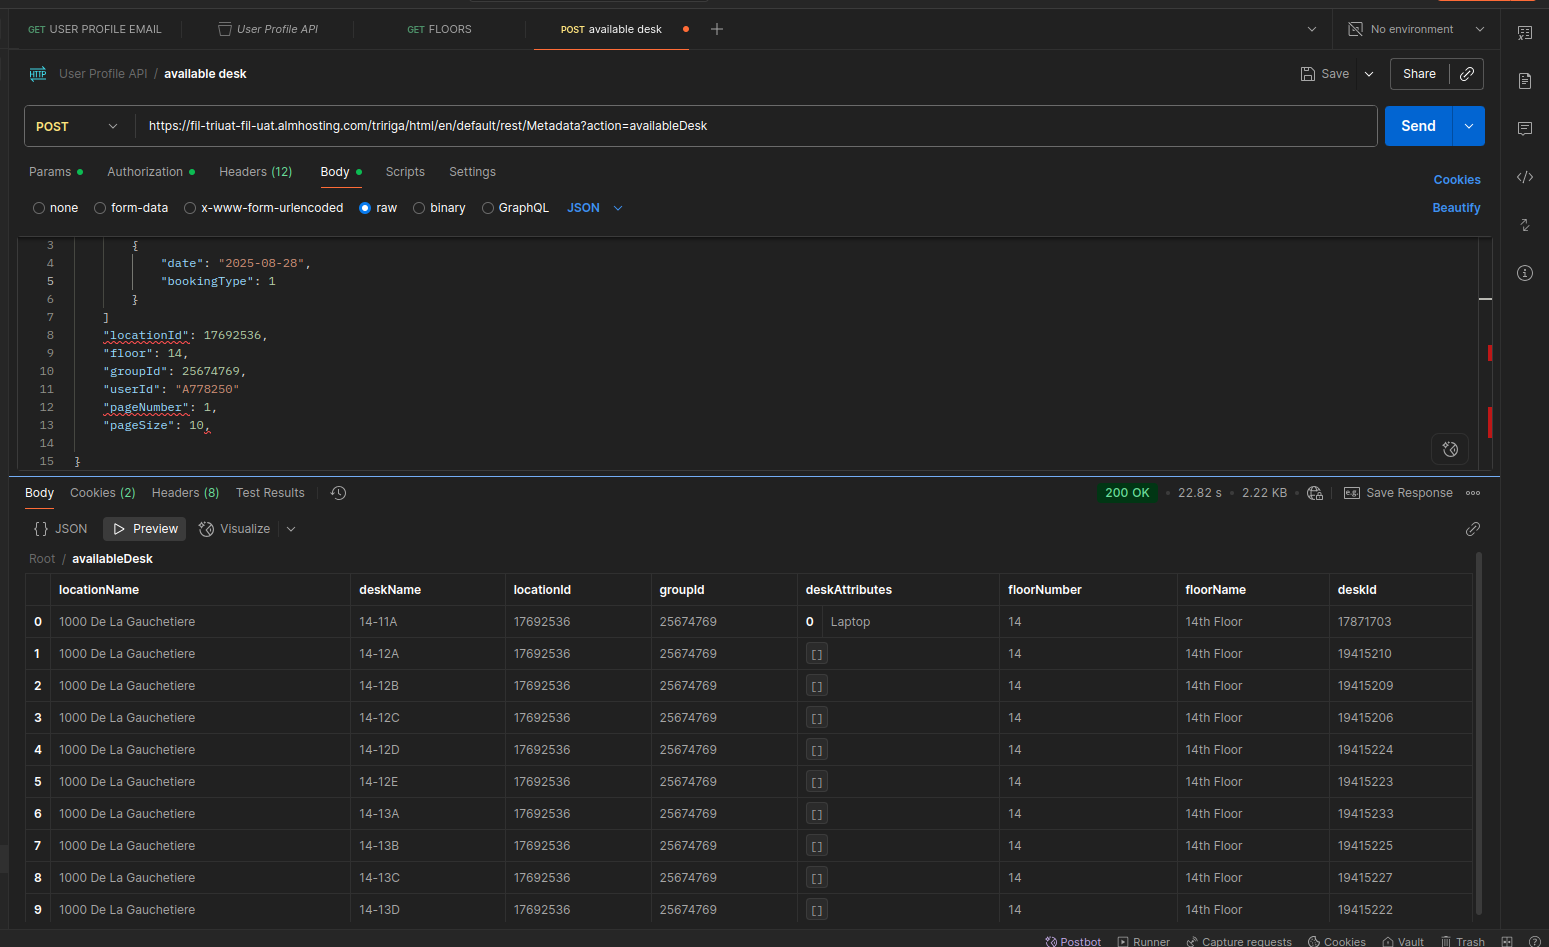 GET USER PROFILE EMAIL User Profile API GET FLOORS POST available desk No environment
HTTP User Profile API / available desk Save Share
POST https://fil-triuat-fil-uat.almhosting.com/tririga/html/en/default/rest/Metadata?action=availableDesk Send
Params Authorization Headers (12) Body Scripts Settings Cookies
none form-data x-www-form-urlencoded raw binary GraphQL JSON Beautify
3 {
4 "date": "2025-08-28",
5 "bookingType": 1
6 }
7 ]
8 "locationId": 17692536,
9 "floor": 14,
10 "groupId": 25674769,
11 "userId": "A778250"
12 "pageNumber": 1,
13 "pageSize": 10,
14
15 }
Body Cookies (2) Headers (8) Test Results 200 OK • 22.82 s • 2.22 KB • e.g. Save Response
{} JSON Preview Visualize
Root / availableDesk
locationName deskName locationId groupId deskAttributes floorNumber floorName deskId
0 1000 De La Gauchetiere 14-11A 17692536 25674769 0 Laptop 14 14th Floor 17871703
1 1000 De La Gauchetiere 14-12A 17692536 25674769 [] 14 14th Floor 19415210
2 1000 De La Gauchetiere 14-12B 17692536 25674769 [] 14 14th Floor 19415209
3 1000 De La Gauchetiere 14-12C 17692536 25674769 [] 14 14th Floor 19415206
4 1000 De La Gauchetiere 14-12D 17692536 25674769 [] 14 14th Floor 19415224
5 1000 De La Gauchetiere 14-12E 17692536 25674769 [] 14 14th Floor 19415223
6 1000 De La Gauchetiere 14-13A 17692536 25674769 [] 14 14th Floor 19415233
7 1000 De La Gauchetiere 14-13B 17692536 25674769 [] 14 14th Floor 19415225
8 1000 De La Gauchetiere 14-13C 17692536 25674769 [] 14 14th Floor 19415227
9 1000 De La Gauchetiere 14-13D 17692536 25674769 [] 14 14th Floor 19415222
Postbot Runner Capture requests Cookies Vault Trash